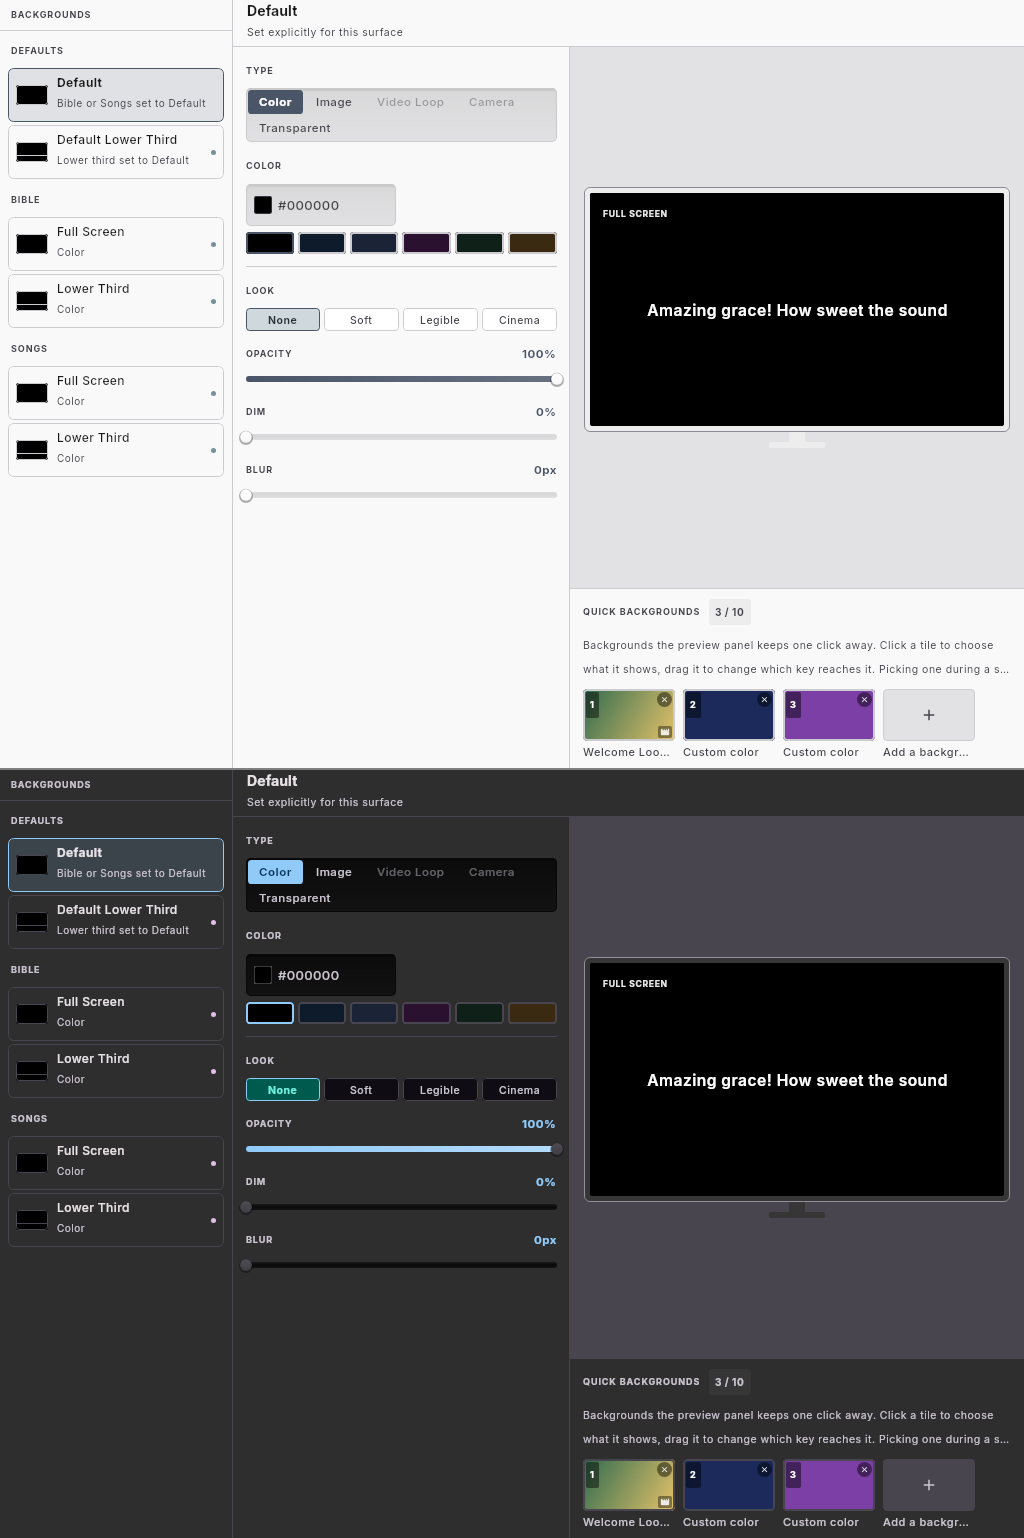 BACKGROUNDS
DEFAULTS
Default
Bible or Songs set to Default
Default Lower Third
Lower third set to Default
BIBLE
Full Screen
Color
Lower Third
Color
SONGS
Full Screen
Color
Lower Third
Color
Default
Set explicitly for this surface
TYPE
Color Image Video Loop Camera
Transparent
COLOR
#000000
LOOK
None Soft Legible Cinema
OPACITY 100%
DIM 0%
BLUR 0px
FULL SCREEN
Amazing grace! How sweet the sound
QUICK BACKGROUNDS 3 / 10
Backgrounds the preview panel keeps one click away. Click a tile to choose
what it shows, drag it to change which key reaches it. Picking one during a s...
1 2 3 +
Welcome Loo... Custom color Custom color Add a backgr...
BACKGROUNDS
DEFAULTS
Default
Bible or Songs set to Default
Default Lower Third
Lower third set to Default
BIBLE
Full Screen
Color
Lower Third
Color
SONGS
Full Screen
Color
Lower Third
Color
Default
Set explicitly for this surface
TYPE
Color Image Video Loop Camera
Transparent
COLOR
#000000
LOOK
None Soft Legible Cinema
OPACITY 100%
DIM 0%
BLUR 0px
FULL SCREEN
Amazing grace! How sweet the sound
QUICK BACKGROUNDS 3 / 10
Backgrounds the preview panel keeps one click away. Click a tile to choose
what it shows, drag it to change which key reaches it. Picking one during a s...
1 2 3 +
Welcome Loo... Custom color Custom color Add a backgr...